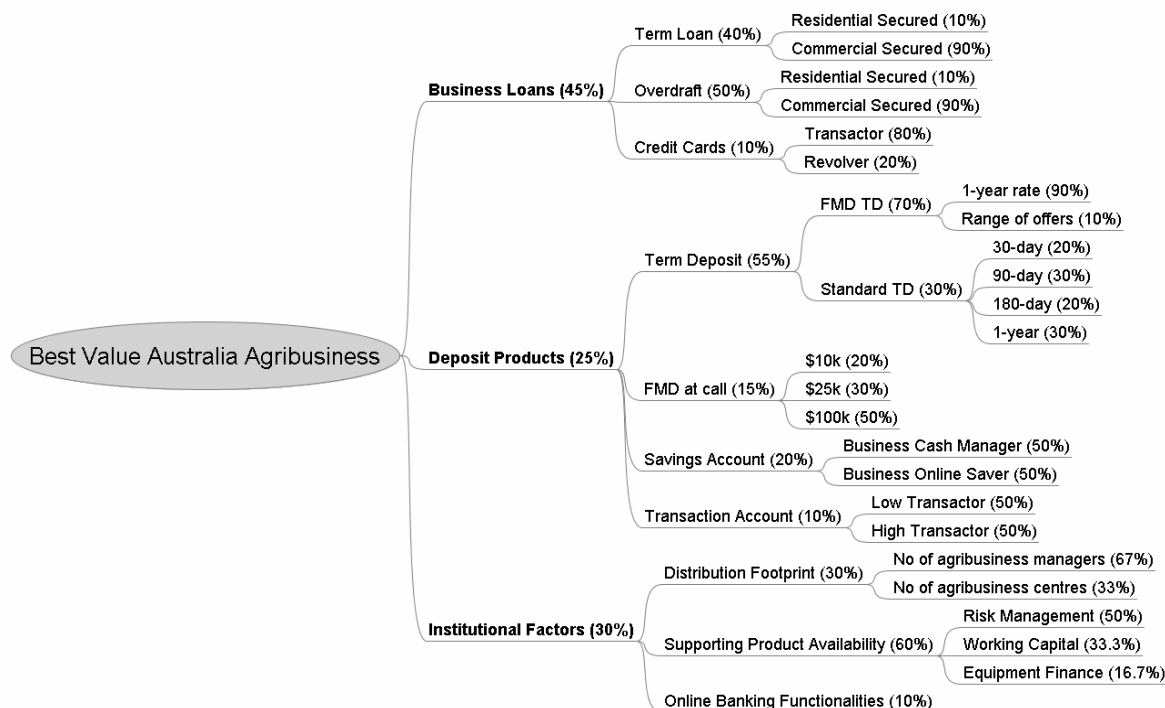 Best Value Australia Agribusiness
Business Loans (45%)
Term Loan (40%)
Residential Secured (10%)
Commercial Secured (90%)
Overdraft (50%)
Residential Secured (10%)
Commercial Secured (90%)
Credit Cards (10%)
Transactor (80%)
Revolver (20%)
Deposit Products (25%)
Term Deposit (55%)
FMD TD (70%)
1-year rate (90%)
Range of offers (10%)
Standard TD (30%)
30-day (20%)
90-day (30%)
180-day (20%)
1-year (30%)
FMD at call (15%)
$10k (20%)
$25k (30%)
$100k (50%)
Savings Account (20%)
Business Cash Manager (50%)
Business Online Saver (50%)
Transaction Account (10%)
Low Transactor (50%)
High Transactor (50%)
Institutional Factors (30%)
Distribution Footprint (30%)
No of agribusiness managers (67%)
No of agribusiness centres (33%)
Supporting Product Availability (60%)
Risk Management (50%)
Working Capital (33.3%)
Equipment Finance (16.7%)
Online Banking Functionalities (10%)